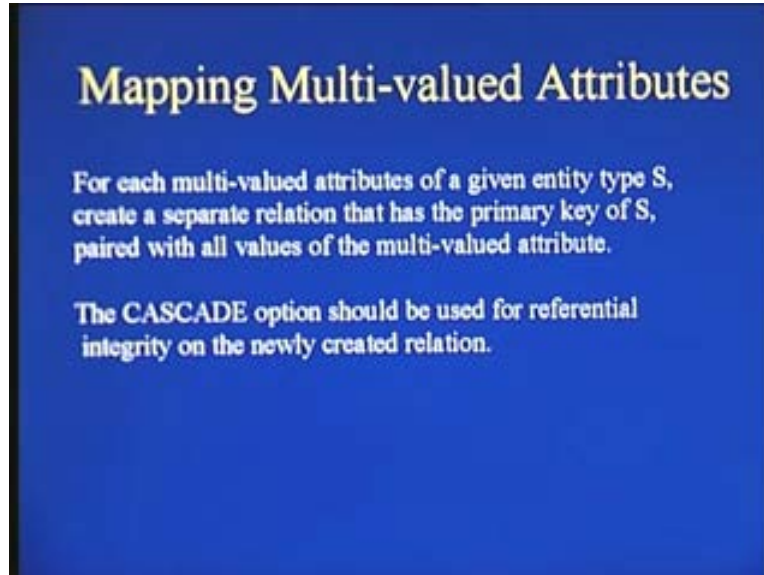 Mapping Multi-valued Attributes
For each multi-valued attributes of a given entity type S,
create a separate relation that has the primary key of S,
paired with all values of the multi-valued attribute.
The CASCADE option should be used for referential
integrity on the newly created relation.